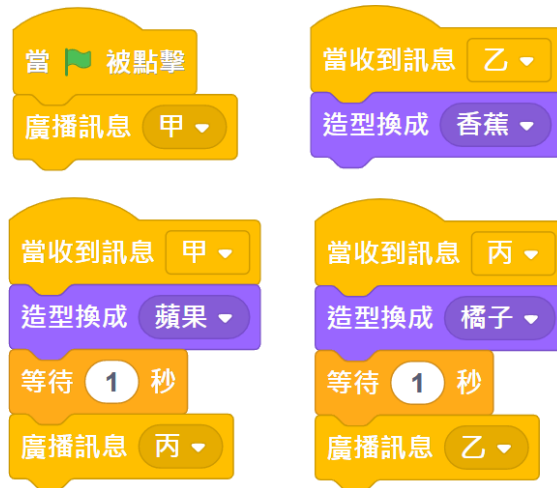 當 被點擊
廣播訊息 甲
當收到訊息 乙
造型換成 香蕉
當收到訊息 甲
造型換成 蘋果
等待 1 秒
廣播訊息 丙
當收到訊息 丙
造型換成 橘子
等待 1 秒
廣播訊息 乙